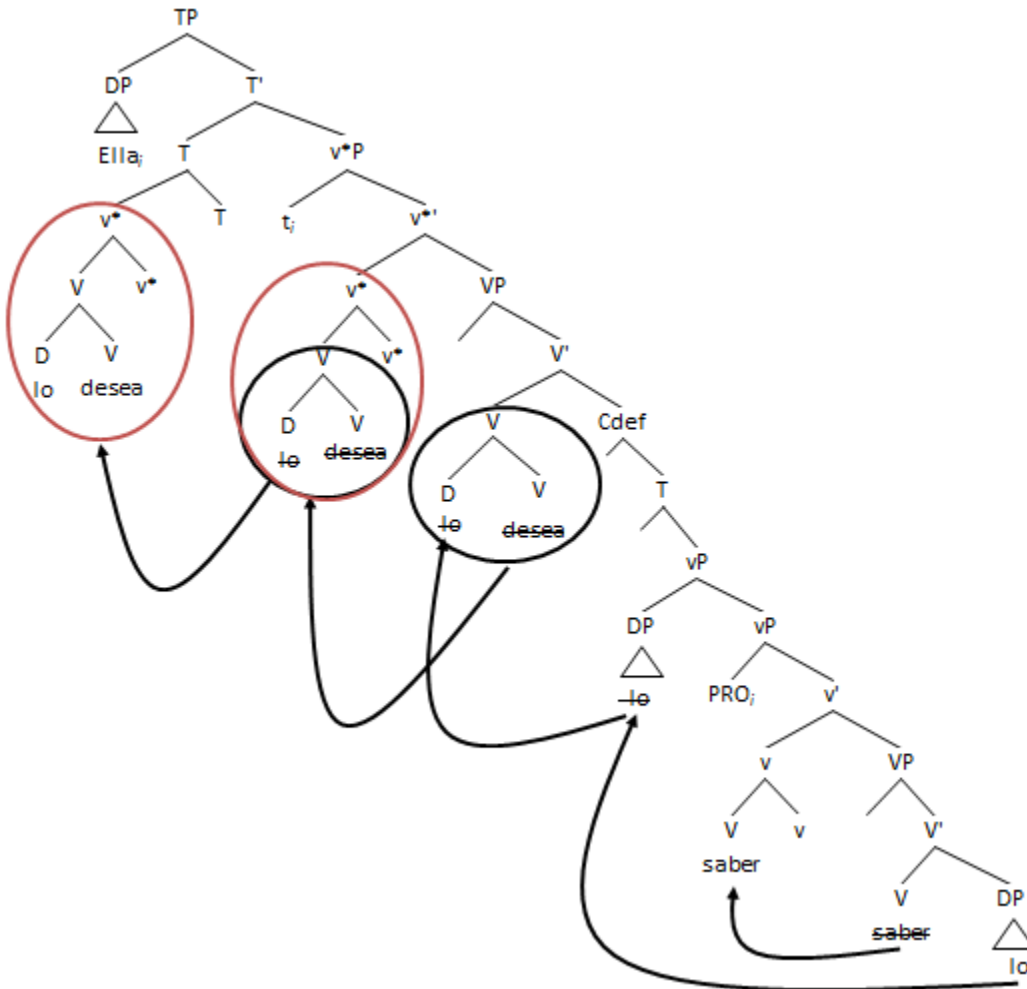 TP
DP T'
Ellaᵢ T v*P
v* T tᵢ v*'
V v* v* VP
D V V v* V'
lo desea D V V Cdef
lo desea D V T
lo desea vP
DP vP
lo PROᵢ v'
v VP
V v V'
saber V DP
saber lo